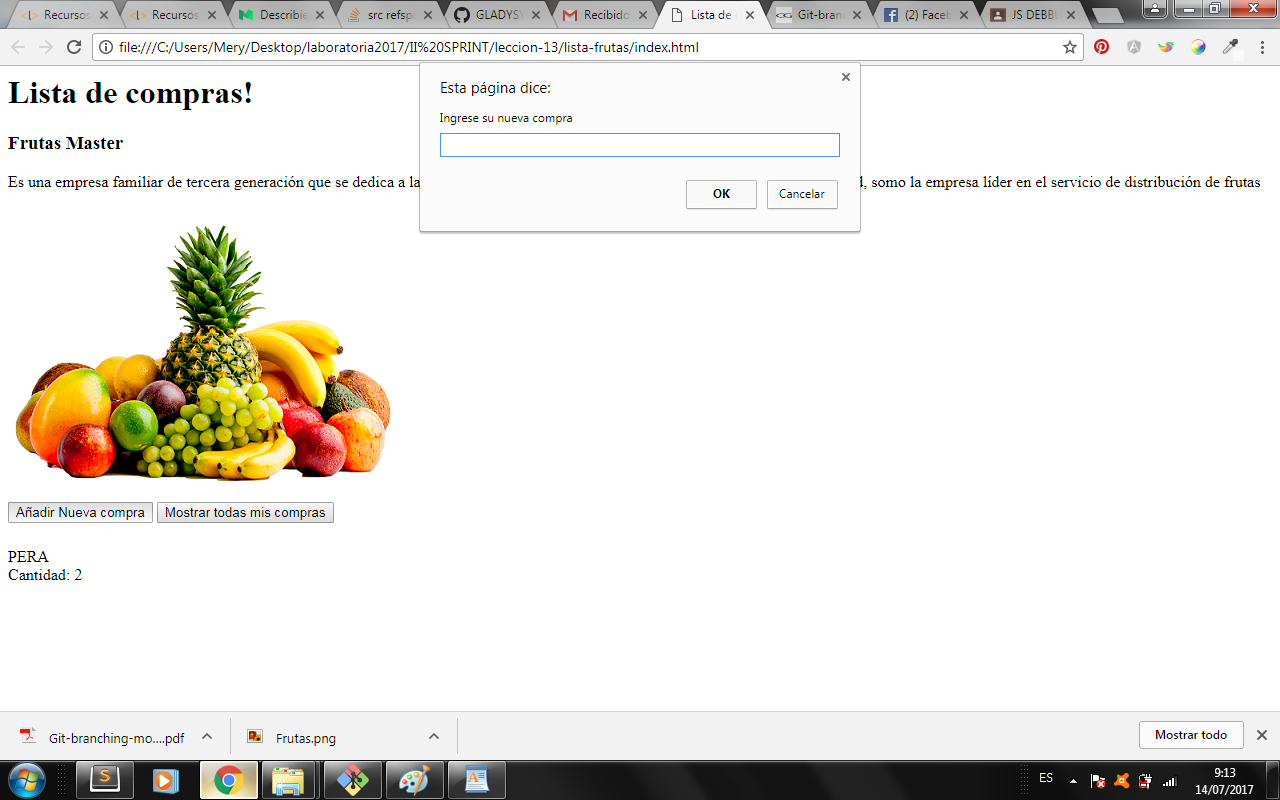 Recursos
Recursos
Describie
src refsp
GLADYS
Recibido
Lista de
Git-bran
(2) Faceb
JS DEBBU
file:///C:/Users/Mery/Desktop/laboratoria2017/II%20SPRINT/leccion-13/lista-frutas/index.html
Esta página dice:
Ingrese su nueva compra
OK
Cancelar
Lista de compras!
Frutas Master
Es una empresa familiar de tercera generación que se dedica a la d, somo la empresa líder en el servicio de distribución de frutas
Añadir Nueva compra
Mostrar todas mis compras
PERA
Cantidad: 2
Git-branching-mo....pdf
Frutas.png
Mostrar todo
ES
9:13
14/07/2017